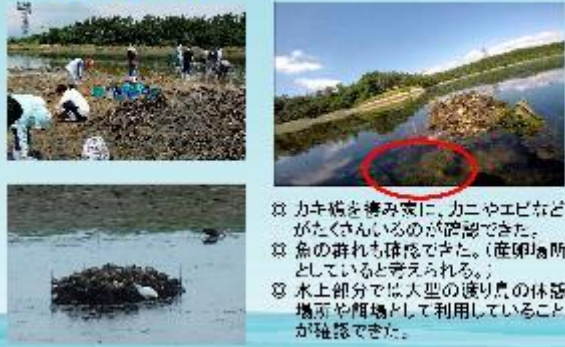 ※ カキ礁を棲み家に、カニやエビなど
がたくさんいるのが確認できた。
※ 魚の群れも確認できた。（産卵場所
としていると考えられる。）
※ 水上部分では大型の渡り鳥の休憩
場所や餌場として利用していること
が確認できた。